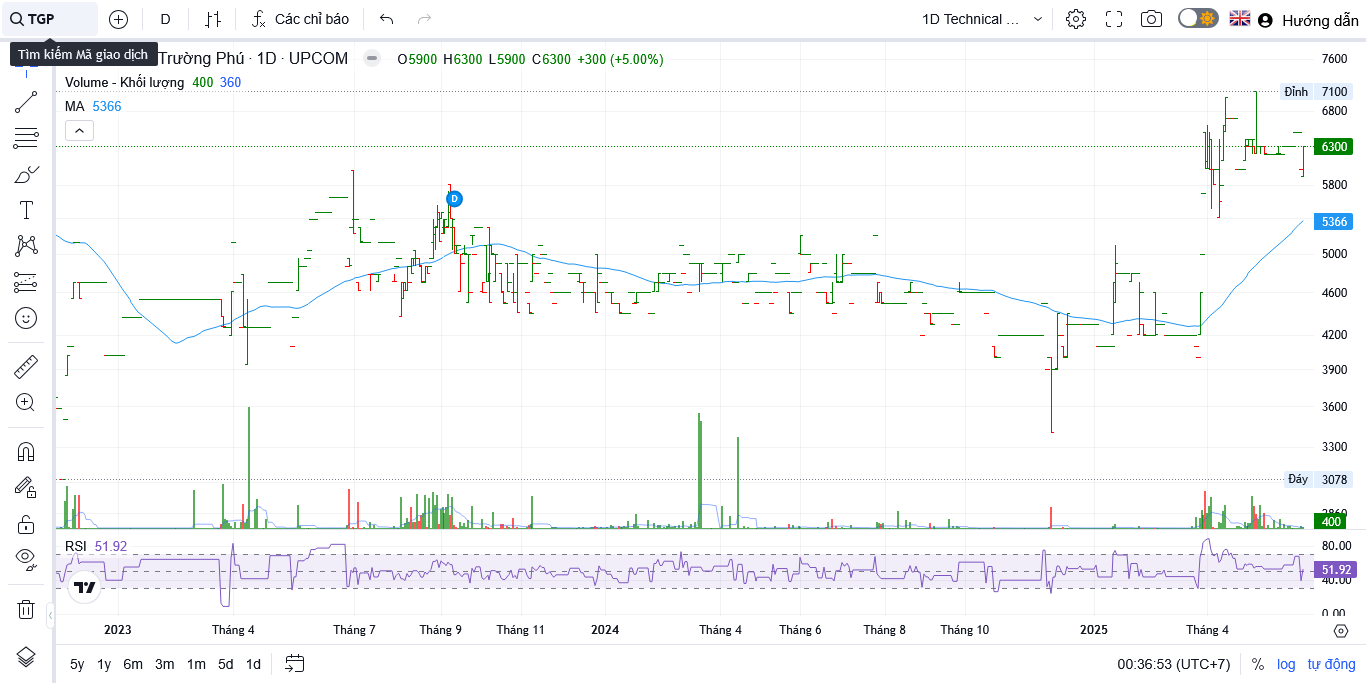 TGP
D
Các chỉ báo
1D Technical ...
Hướng dẫn
Tìm kiếm Mã giao dịch
Trường Phú · 1D · UPCOM
O5900 H6300 L5900 C6300 +300 (+5.00%)
Volume - Khối lượng 400 360
MA 5366
7600
Đỉnh 7100
6800
6300
5800
5366
5000
4600
4200
3900
3600
3300
Đáy 3078
2860
400
D
RSI 51.92
80.00
51.92
40.00
0.00
2023 Tháng 4 Tháng 7 Tháng 9 Tháng 11 2024 Tháng 4 Tháng 6 Tháng 8 Tháng 10 2025 Tháng 4
5y 1y 6m 3m 1m 5d 1d
00:36:53 (UTC+7) % log tự động